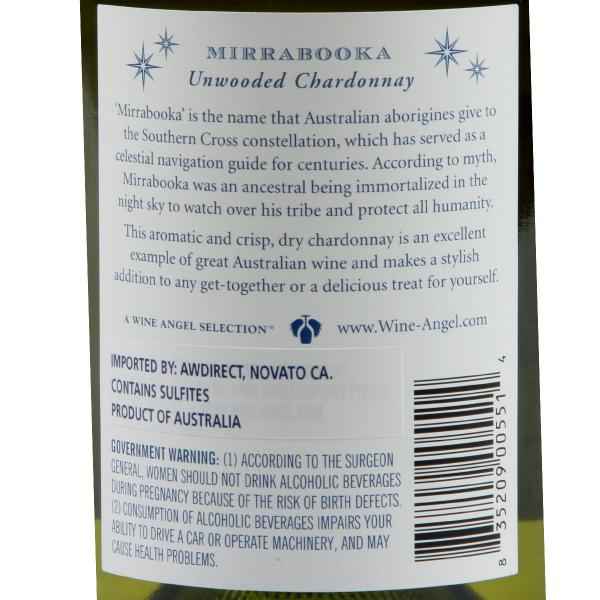 MIRRABOOKA
Unwooded Chardonnay
'Mirrabooka' is the name that Australian aborigines give to
the Southern Cross constellation, which has served as a
celestial navigation guide for centuries. According to myth,
Mirrabooka was an ancestral being immortalized in the
night sky to watch over his tribe and protect all humanity.
This aromatic and crisp, dry chardonnay is an excellent
example of great Australian wine and makes a stylish
addition to any get-together or a delicious treat for yourself.
A WINE ANGEL SELECTION™ www.Wine-Angel.com
IMPORTED BY: AWDIRECT, NOVATO CA.
CONTAINS SULFITES
PRODUCT OF AUSTRALIA
GOVERNMENT WARNING: (1) ACCORDING TO THE SURGEON
GENERAL, WOMEN SHOULD NOT DRINK ALCOHOLIC BEVERAGES
DURING PREGNANCY BECAUSE OF THE RISK OF BIRTH DEFECTS.
(2) CONSUMPTION OF ALCOHOLIC BEVERAGES IMPAIRS YOUR
ABILITY TO DRIVE A CAR OR OPERATE MACHINERY, AND MAY
CAUSE HEALTH PROBLEMS.
8 35209 00551 4